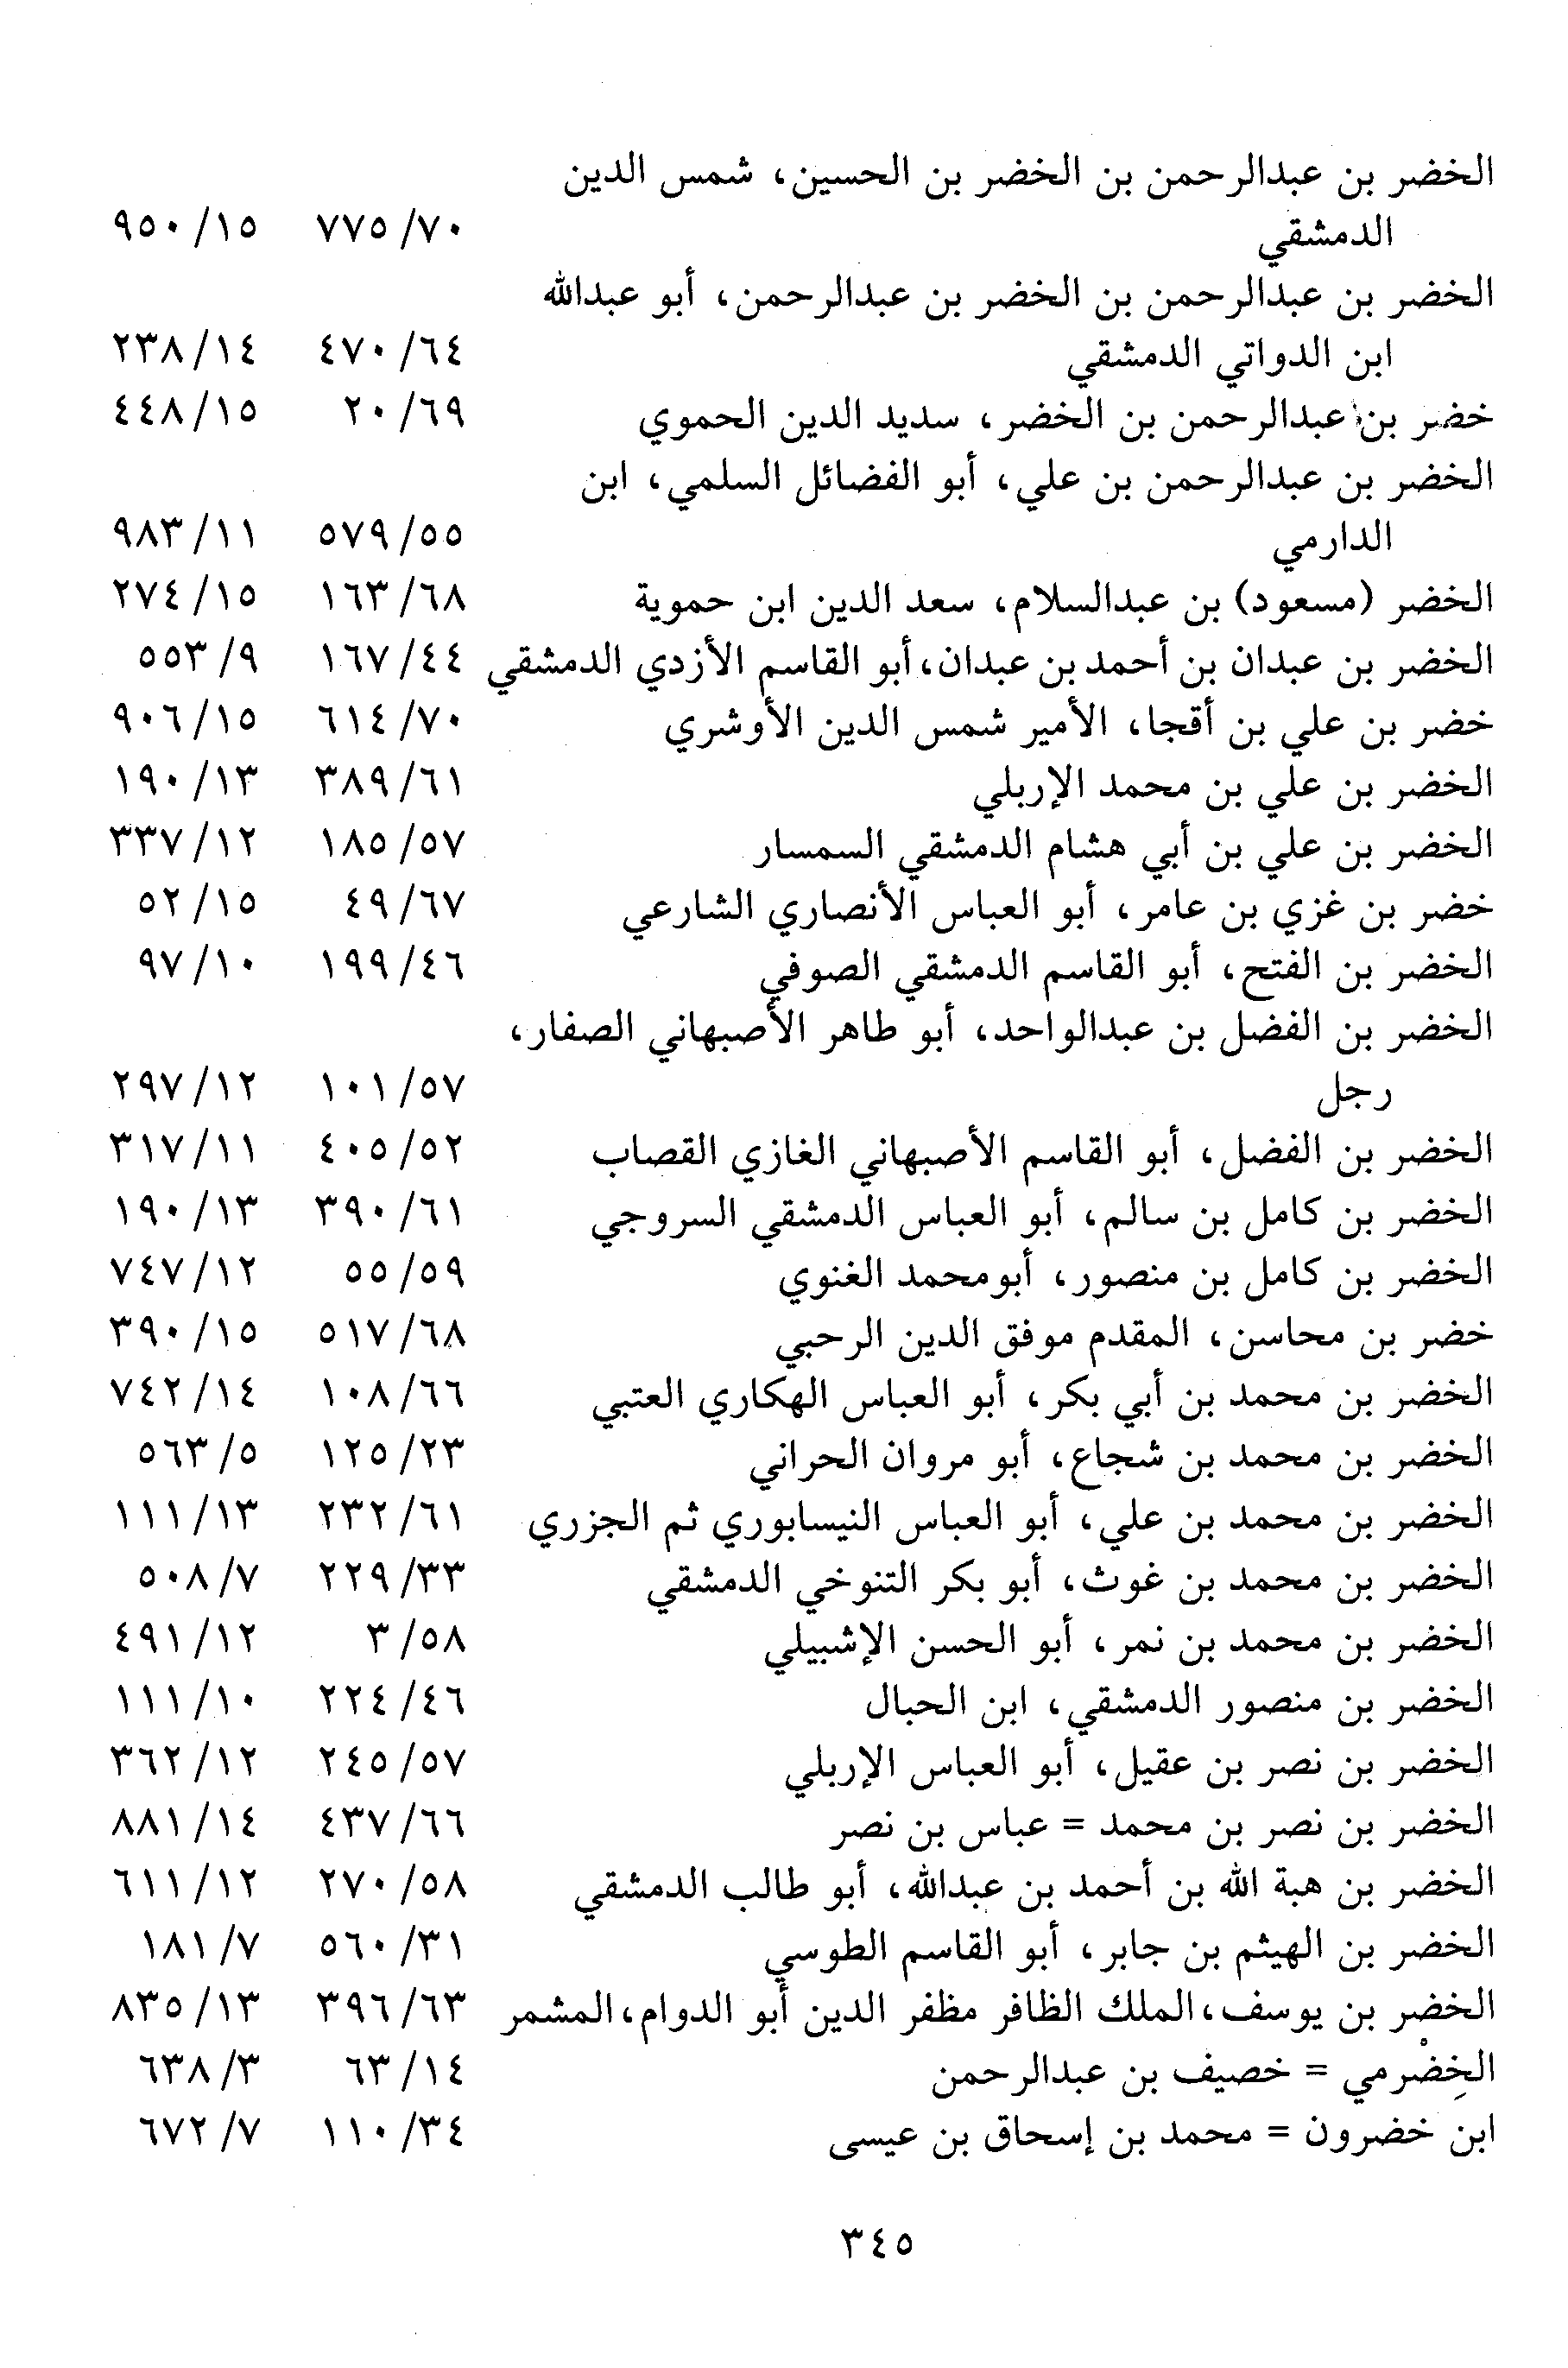 الخضر بن عبدالرحمن بن الخضر بن الحسين، شمس الدين
الدمشقي ٧٠/ ٧٧٥ ١٥/ ٩٥٠
الخضر بن عبدالرحمن بن الخضر بن عبدالرحمن، أبو عبدالله
ابن الدواتي الدمشقي ٦٤/ ٤٧٠ ١٤/ ٢٣٨
خضر بن عبدالرحمن بن الخضر، سديد الدين الحموي ٦٩/ ٢٠ ١٥/ ٤٤٨
الخضر بن عبدالرحمن بن علي، أبو الفضائل السلمي، ابن
الدارمي ٥٥/ ٥٧٩ ١١/ ٩٨٣
الخضر (مسعود) بن عبدالسلام، سعد الدين ابن حموية ٦٨/ ١٦٣ ١٥/ ٢٧٤
الخضر بن عبدان بن أحمد بن عبدان، أبو القاسم الأزدي الدمشقي ٤٤/ ١٦٧ ٩/ ٥٥٣
خضر بن علي بن أقجا، الأمير شمس الدين الأوشري ٧٠/ ٦١٤ ١٥/ ٩٠٦
الخضر بن علي بن محمد الإربلي ٦١/ ٣٨٩ ١٣/ ١٩٠
الخضر بن علي بن أبي هشام الدمشقي السمسار ٥٧/ ١٨٥ ١٢/ ٣٣٧
خضر بن غزي بن عامر، أبو العباس الأنصاري الشارعي ٦٧/ ٤٩ ١٥/ ٥٢
الخضر بن الفتح، أبو القاسم الدمشقي الصوفي ٤٦/ ١٩٩ ١٠/ ٩٧
الخضر بن الفضل بن عبدالواحد، أبو طاهر الأصبهاني الصفار،
رجل ٥٧/ ١٠١ ١٢/ ٢٩٧
الخضر بن الفضل، أبو القاسم الأصبهاني الغازي القصاب ٥٢/ ٤٠٥ ١١/ ٣١٧
الخضر بن كامل بن سالم، أبو العباس الدمشقي السروجي ٦١/ ٣٩٠ ١٣/ ١٩٠
الخضر بن كامل بن منصور، أبومحمد الغنوي ٥٩/ ٥٥ ١٢/ ٧٤٧
خضر بن محاسن، المقدم موفق الدين الرحبي ٦٨/ ٥١٧ ١٥/ ٣٩٠
الخضر بن محمد بن أبي بكر، أبو العباس الهكاري العتبي ٦٦/ ١٠٨ ١٤/ ٧٤٢
الخضر بن محمد بن شجاع، أبو مروان الحراني ٢٣/ ١٢٥ ٥/ ٥٦٣
الخضر بن محمد بن علي، أبو العباس النيسابوري ثم الجزري ٦١/ ٢٣٢ ١٣/ ١١١
الخضر بن محمد بن غوث، أبو بكر التنوخي الدمشقي ٣٣/ ٢٢٩ ٧/ ٥٠٨
الخضر بن محمد بن نمر، أبو الحسن الإشبيلي ٥٨/ ٣ ١٢/ ٤٩١
الخضر بن منصور الدمشقي، ابن الحبال ٤٦/ ٢٢٤ ١٠/ ١١١
الخضر بن نصر بن عقيل، أبو العباس الإربلي ٥٧/ ٢٤٥ ١٢/ ٣٦٢
الخضر بن نصر بن محمد = عباس بن نصر ٦٦/ ٤٣٧ ١٤/ ٨٨١
الخضر بن هبة الله بن أحمد بن عبدالله، أبو طالب الدمشقي ٥٨/ ٢٧٠ ١٢/ ٦١١
الخضر بن الهيثم بن جابر، أبو القاسم الطوسي ٣١/ ٥٦٠ ٧/ ١٨١
الخضر بن يوسف، الملك الظافر مظفر الدين أبو الدوام، المشمر ٦٣/ ٣٩٦ ١٣/ ٨٣٥
الخِضْرمي = خصيف بن عبدالرحمن ١٤/ ٦٣ ٣/ ٦٣٨
ابن خضرون = محمد بن إسحاق بن عيسى ٣٤/ ١١٠ ٧/ ٦٧٢
٣٤٥